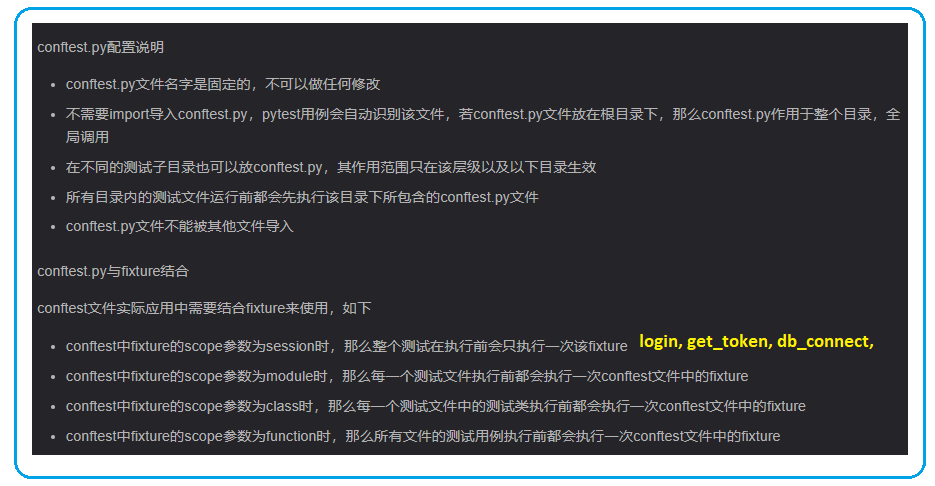 conftest.py配置说明
• conftest.py文件名字是固定的，不可以做任何修改
• 不需要import导入conftest.py，pytest用例会自动识别该文件，若conftest.py文件放在根目录下，那么conftest.py作用于整个目录，全
局调用
• 在不同的测试子目录也可以放conftest.py，其作用范围只在该层级以及以下目录生效
• 所有目录内的测试文件运行前都会先执行该目录下所包含的conftest.py文件
• conftest.py文件不能被其他文件导入
conftest.py与fixture结合
conftest文件实际应用中需要结合fixture来使用，如下
• conftest中fixture的scope参数为session时，那么整个测试在执行前会只执行一次该fixture login, get_token, db_connect,
• conftest中fixture的scope参数为module时，那么每一个测试文件执行前都会执行一次conftest文件中的fixture
• conftest中fixture的scope参数为class时，那么每一个测试文件中的测试类执行前都会执行一次conftest文件中的fixture
• conftest中fixture的scope参数为function时，那么所有文件的测试用例执行前都会执行一次conftest文件中的fixture